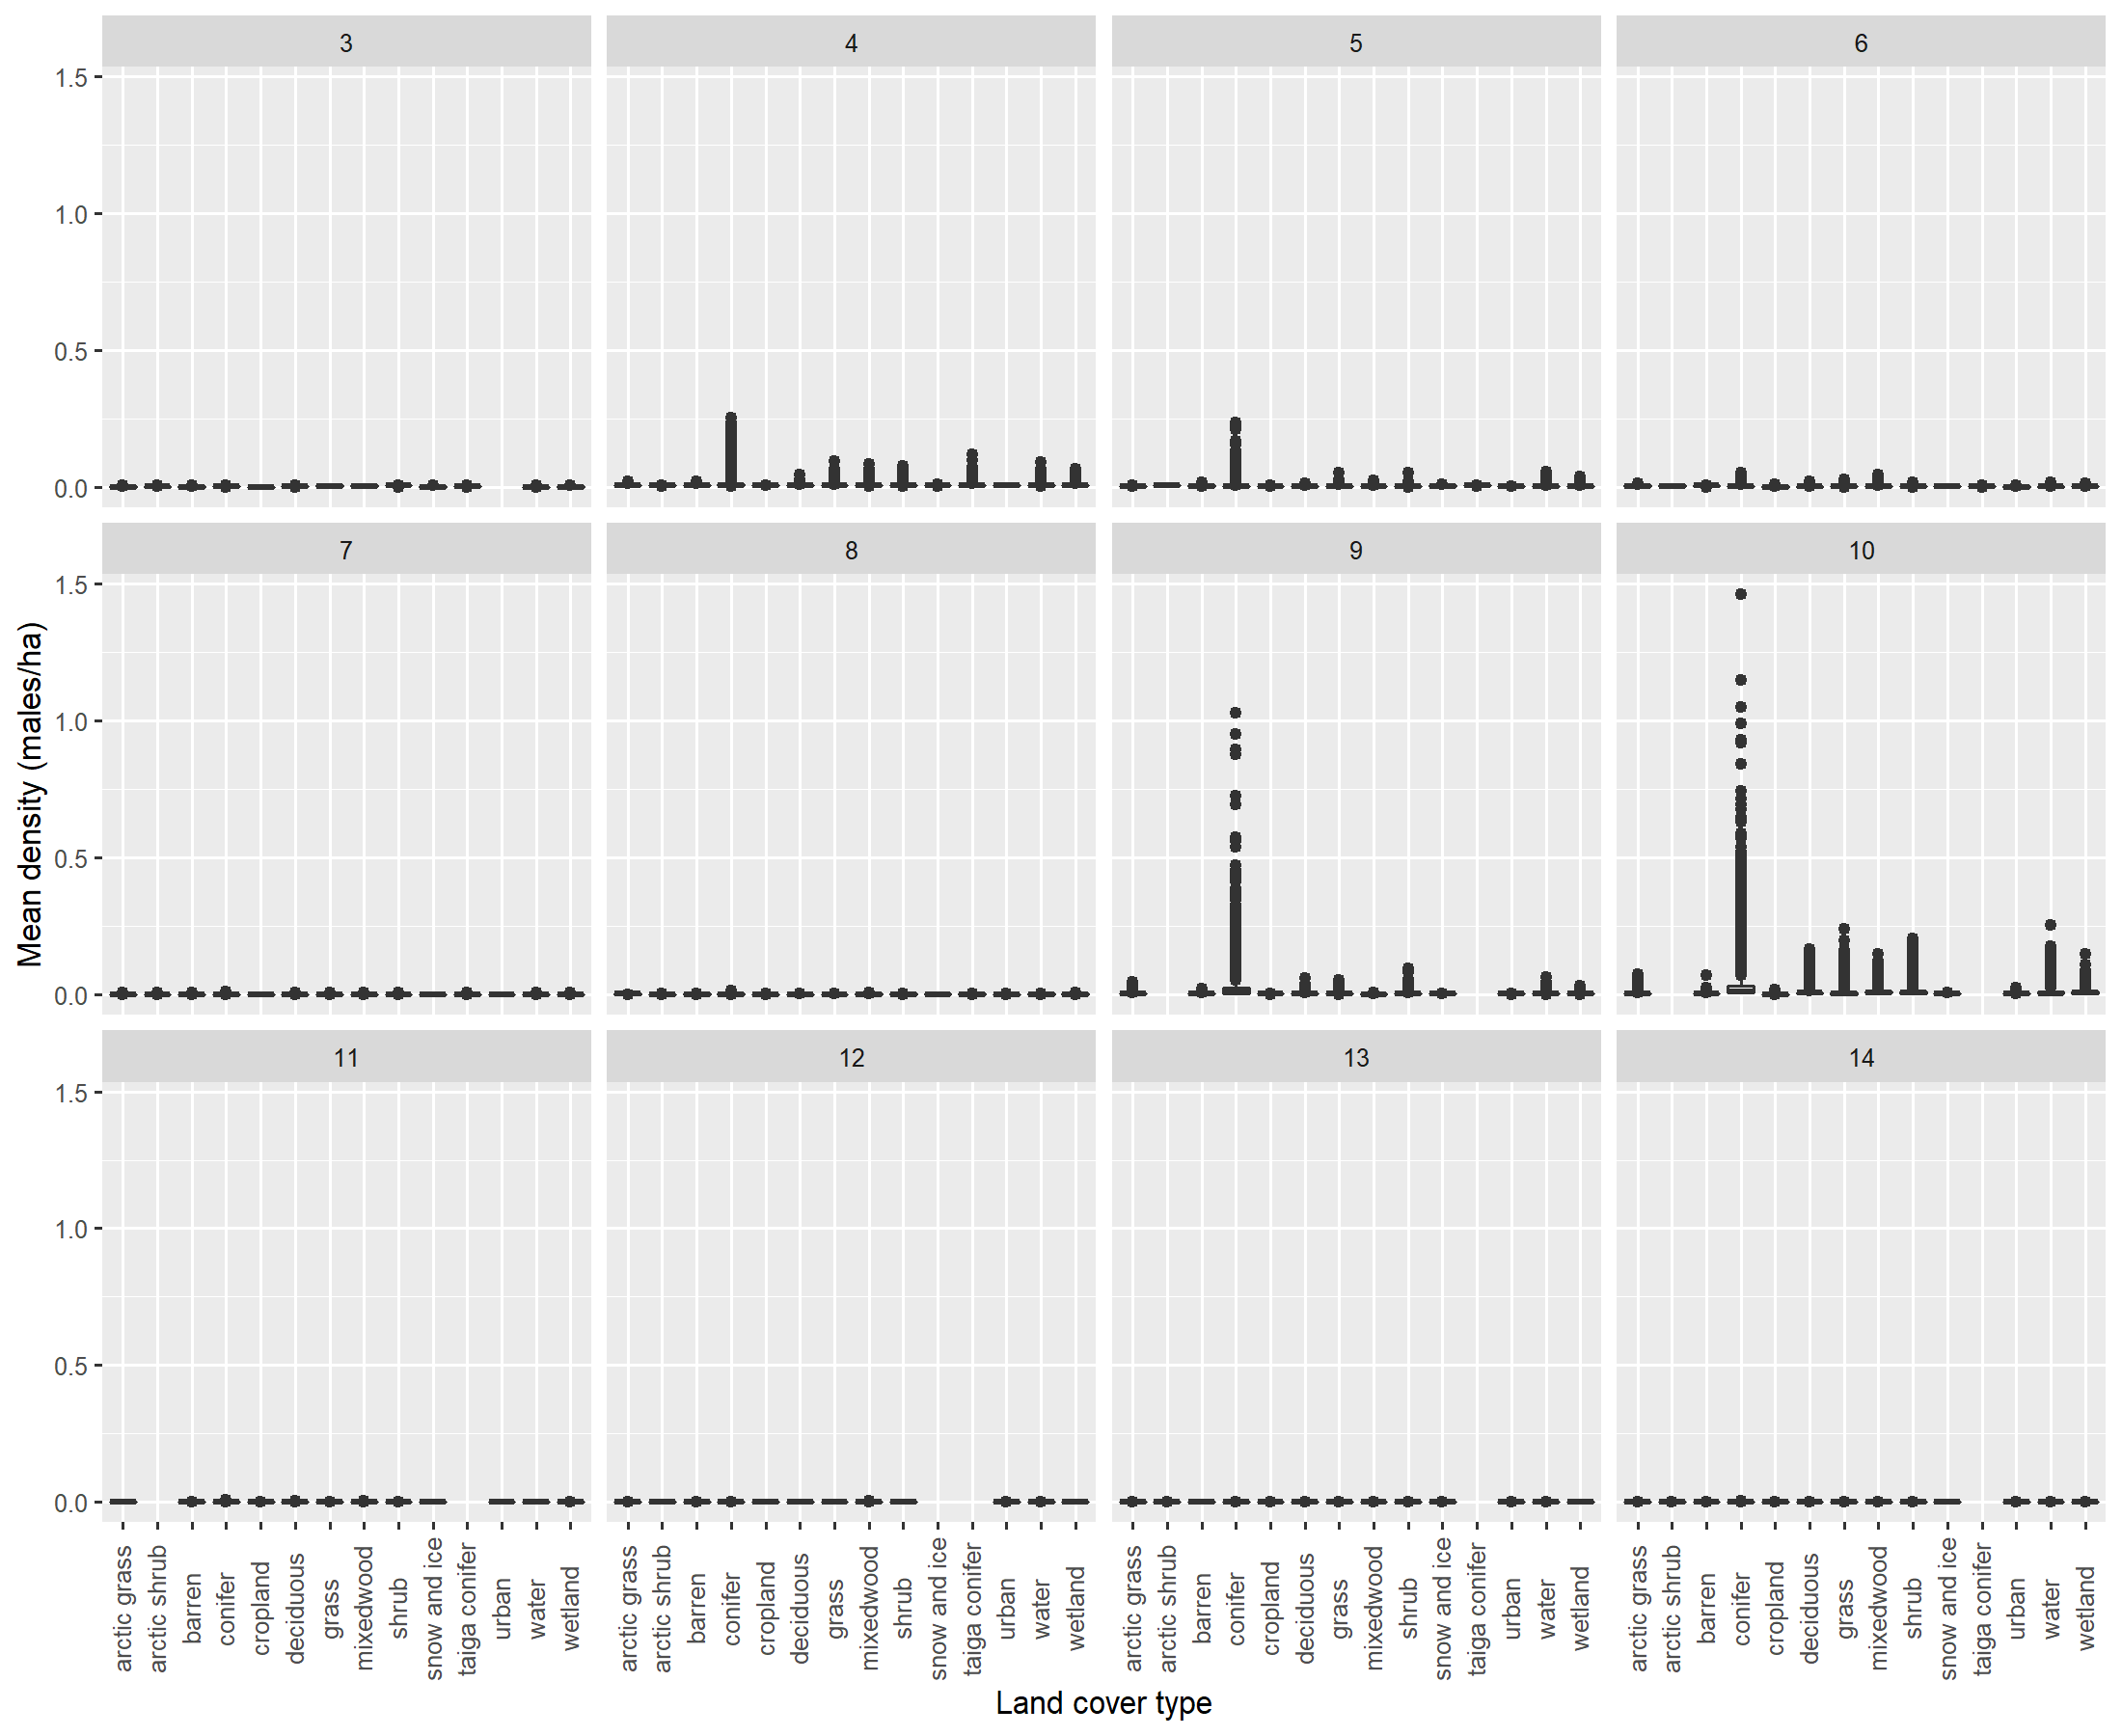 3 4 5 6
1.5
1.0
0.5
0.0
7 8 9 10
1.5
1.0
0.5
0.0
Mean density (males/ha)
11 12 13 14
1.5
1.0
0.5
0.0
arctic grass arctic shrub barren conifer cropland deciduous grass mixedwood shrub snow and ice taiga conifer urban water wetland
arctic grass arctic shrub barren conifer cropland deciduous grass mixedwood shrub snow and ice taiga conifer urban water wetland
arctic grass arctic shrub barren conifer cropland deciduous grass mixedwood shrub snow and ice taiga conifer urban water wetland
arctic grass arctic shrub barren conifer cropland deciduous grass mixedwood shrub snow and ice taiga conifer urban water wetland
Land cover type